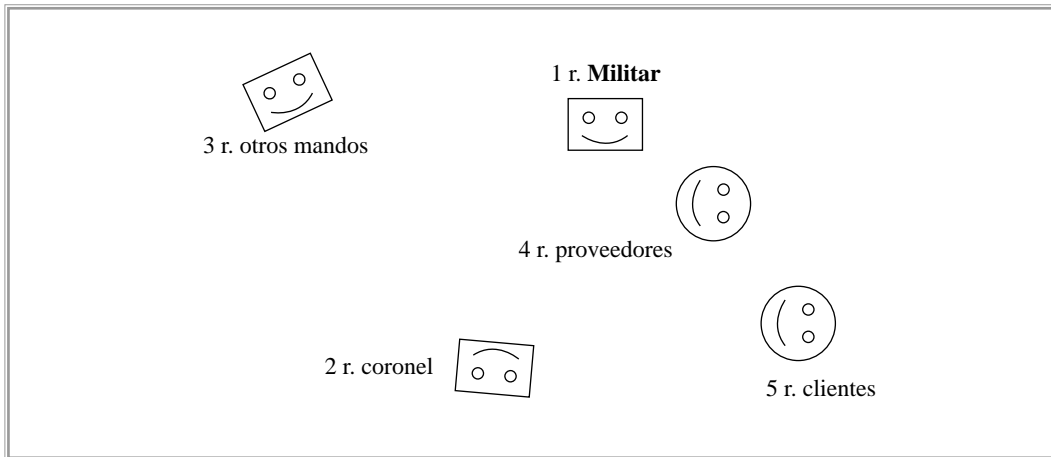 1 r. Militar
3 r. otros mandos
4 r. proveedores
2 r. coronel
5 r. clientes